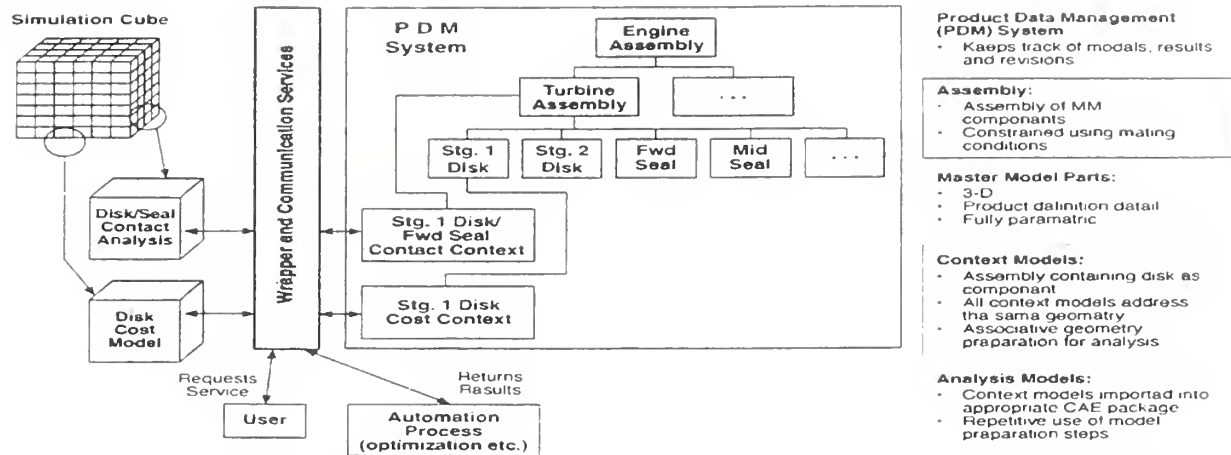 Simulation Cube
Disk/Seal
Contact
Analysis
Disk
Cost
Model
Wrapper and Communication Services
Requests
Service
User
Returns
Rasults
Automation
Process
(optimization etc.)
P D M
System
Engine
Assembly
Turbine
Assembly
...
Stg. 1
Disk
Stg. 2
Disk
Fwd
Seal
Mid
Seal
...
Stg. 1 Disk/
Fwd Seal
Contact Context
Stg. 1 Disk
Cost Context
Product Data Management
(PDM) System
• Kaeps track of modals, results
and revisions
Assembly:
• Assembly of MM
componants
• Constrained using mating
conditions
Master Model Parts:
• 3-D
• Product dalinition datail
• Fully paramatric
Context Models:
• Assembly containing disk as
componant
• All context models address
tha sama geomatry
• Associative geometry
praparation for analysis
Analysis Models:
• Context models imported into
appropriate CAE package
• Repetitive use of model
praparation steps